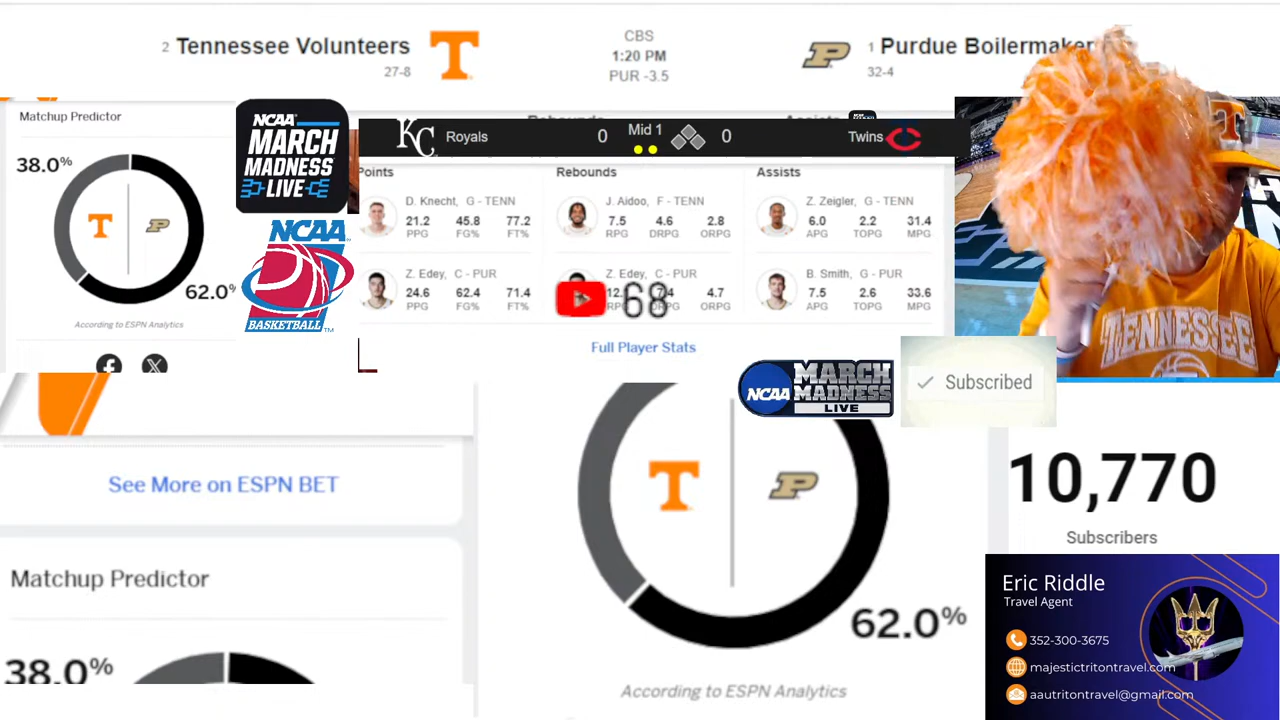 2 Tennessee Volunteers
27-8
T
CBS
1:20 PM
PUR -3.5
P
1 Purdue Boilermaker
32-4
Matchup Predictor
38.0%
T
P
62.0%
According to ESPN Analytics
NCAA
MARCH
MADNESS
LIVE
NCAA
BASKETBALL
TM
KC Royals 0 Mid 1 0 Twins C
Points
D. Knecht, G - TENN
21.2 45.8 77.2
PPG FG% FT%
Z. Edey, C - PUR
24.6 62.4 71.4
PPG FG% FT%
Rebounds
J. Aidoo, F - TENN
7.5 4.6 2.8
RPG DRPG ORPG
Z. Edey, C - PUR
4.7
ORPG
68
Assists
Z. Zeigler, G - TENN
6.0 2.2 31.4
APG TOPG MPG
B. Smith, G - PUR
7.5 2.6 33.6
APG TOPG MPG
Full Player Stats
T
TENNESSEE
NCAA
MARCH
MADNESS
LIVE
Subscribed
See More on ESPN BET
Matchup Predictor
38.0%
T
P
62.0%
According to ESPN Analytics
10,770
Subscribers
Eric Riddle
Travel Agent
352-300-3675
majestictritontravel.com
aautritontravel@gmail.com